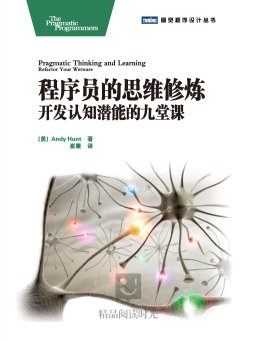 The
Pragmatic
Programmers
TURING
图灵程序设计丛书
Pragmatic Thinking and Learning
Refactor Your Wetware
程序员的思维修炼
开发认知潜能的九堂课
[美] Andy Hunt 著
崔康 译
精品阅读时光